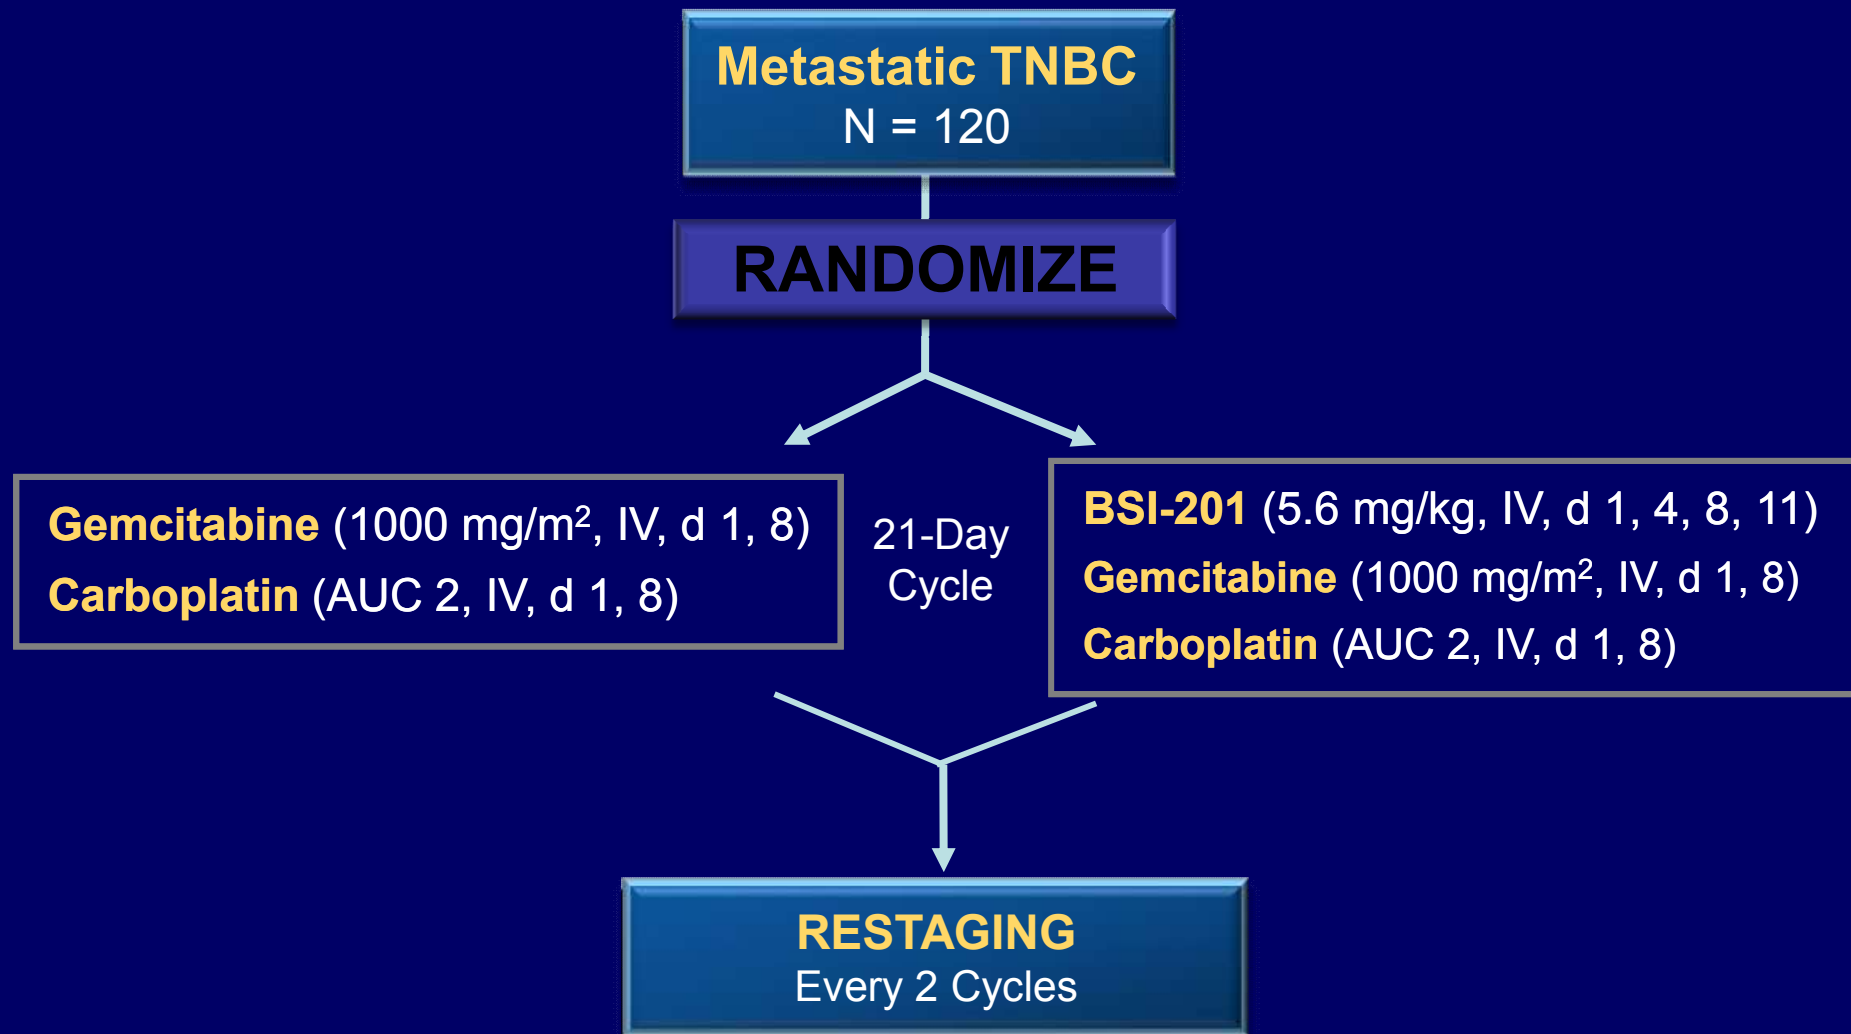 Metastatic TNBC
N = 120
RANDOMIZE
Gemcitabine (1000 mg/m², IV, d 1, 8)
Carboplatin (AUC 2, IV, d 1, 8)
21-Day
Cycle
BSI-201 (5.6 mg/kg, IV, d 1, 4, 8, 11)
Gemcitabine (1000 mg/m², IV, d 1, 8)
Carboplatin (AUC 2, IV, d 1, 8)
RESTAGING
Every 2 Cycles